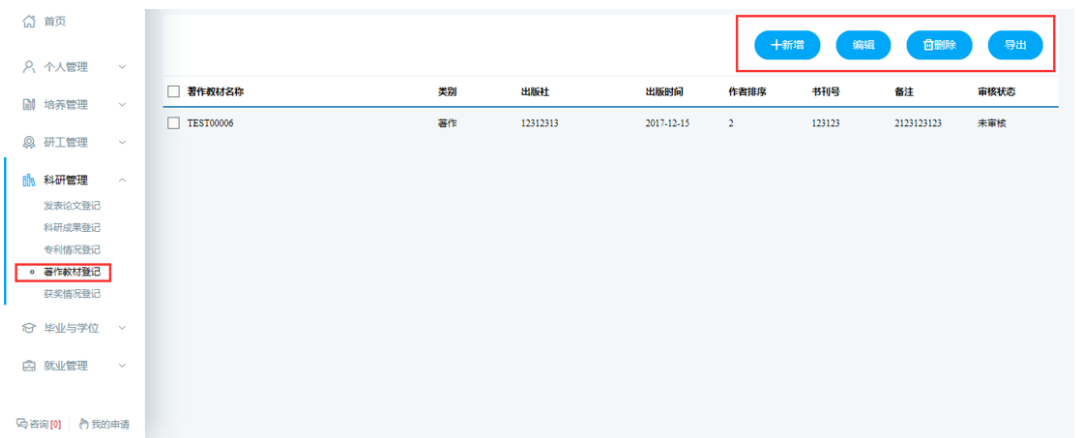 首页
个人管理
培养管理
研工管理
科研管理
发表论文登记
科研成果登记
专利情况登记
著作教材登记
获奖情况登记
毕业与学位
就业管理
咨询[0] 我的申请
+新增 编辑 删除 导出
著作教材名称 类别 出版社 出版时间 作者排序 书刊号 备注 审核状态
TEST00006 著作 12312313 2017-12-15 2 123123 2123123123 未审核